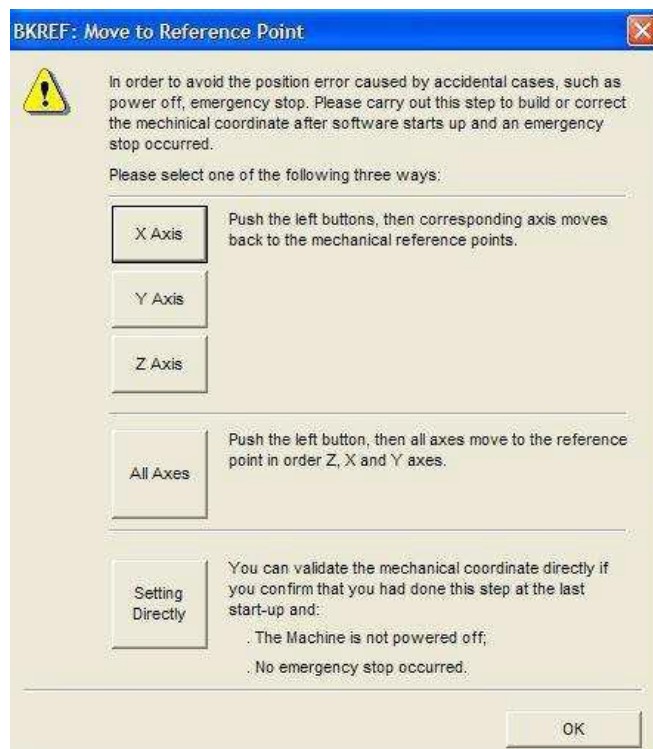 BKREF: Move to Reference Point
In order to avoid the position error caused by accidental cases, such as
power off, emergency stop. Please carry out this step to build or correct
the mechinical coordinate after software starts up and an emergency
stop occurred.
Please select one of the following three ways:
X Axis
Push the left buttons, then corresponding axis moves
back to the mechanical reference points.
Y Axis
Z Axis
All Axes
Push the left button, then all axes move to the reference
point in order Z, X and Y axes.
Setting
Directly
You can validate the mechanical coordinate directly if
you confirm that you had done this step at the last
start-up and:
. The Machine is not powered off;
. No emergency stop occurred.
OK